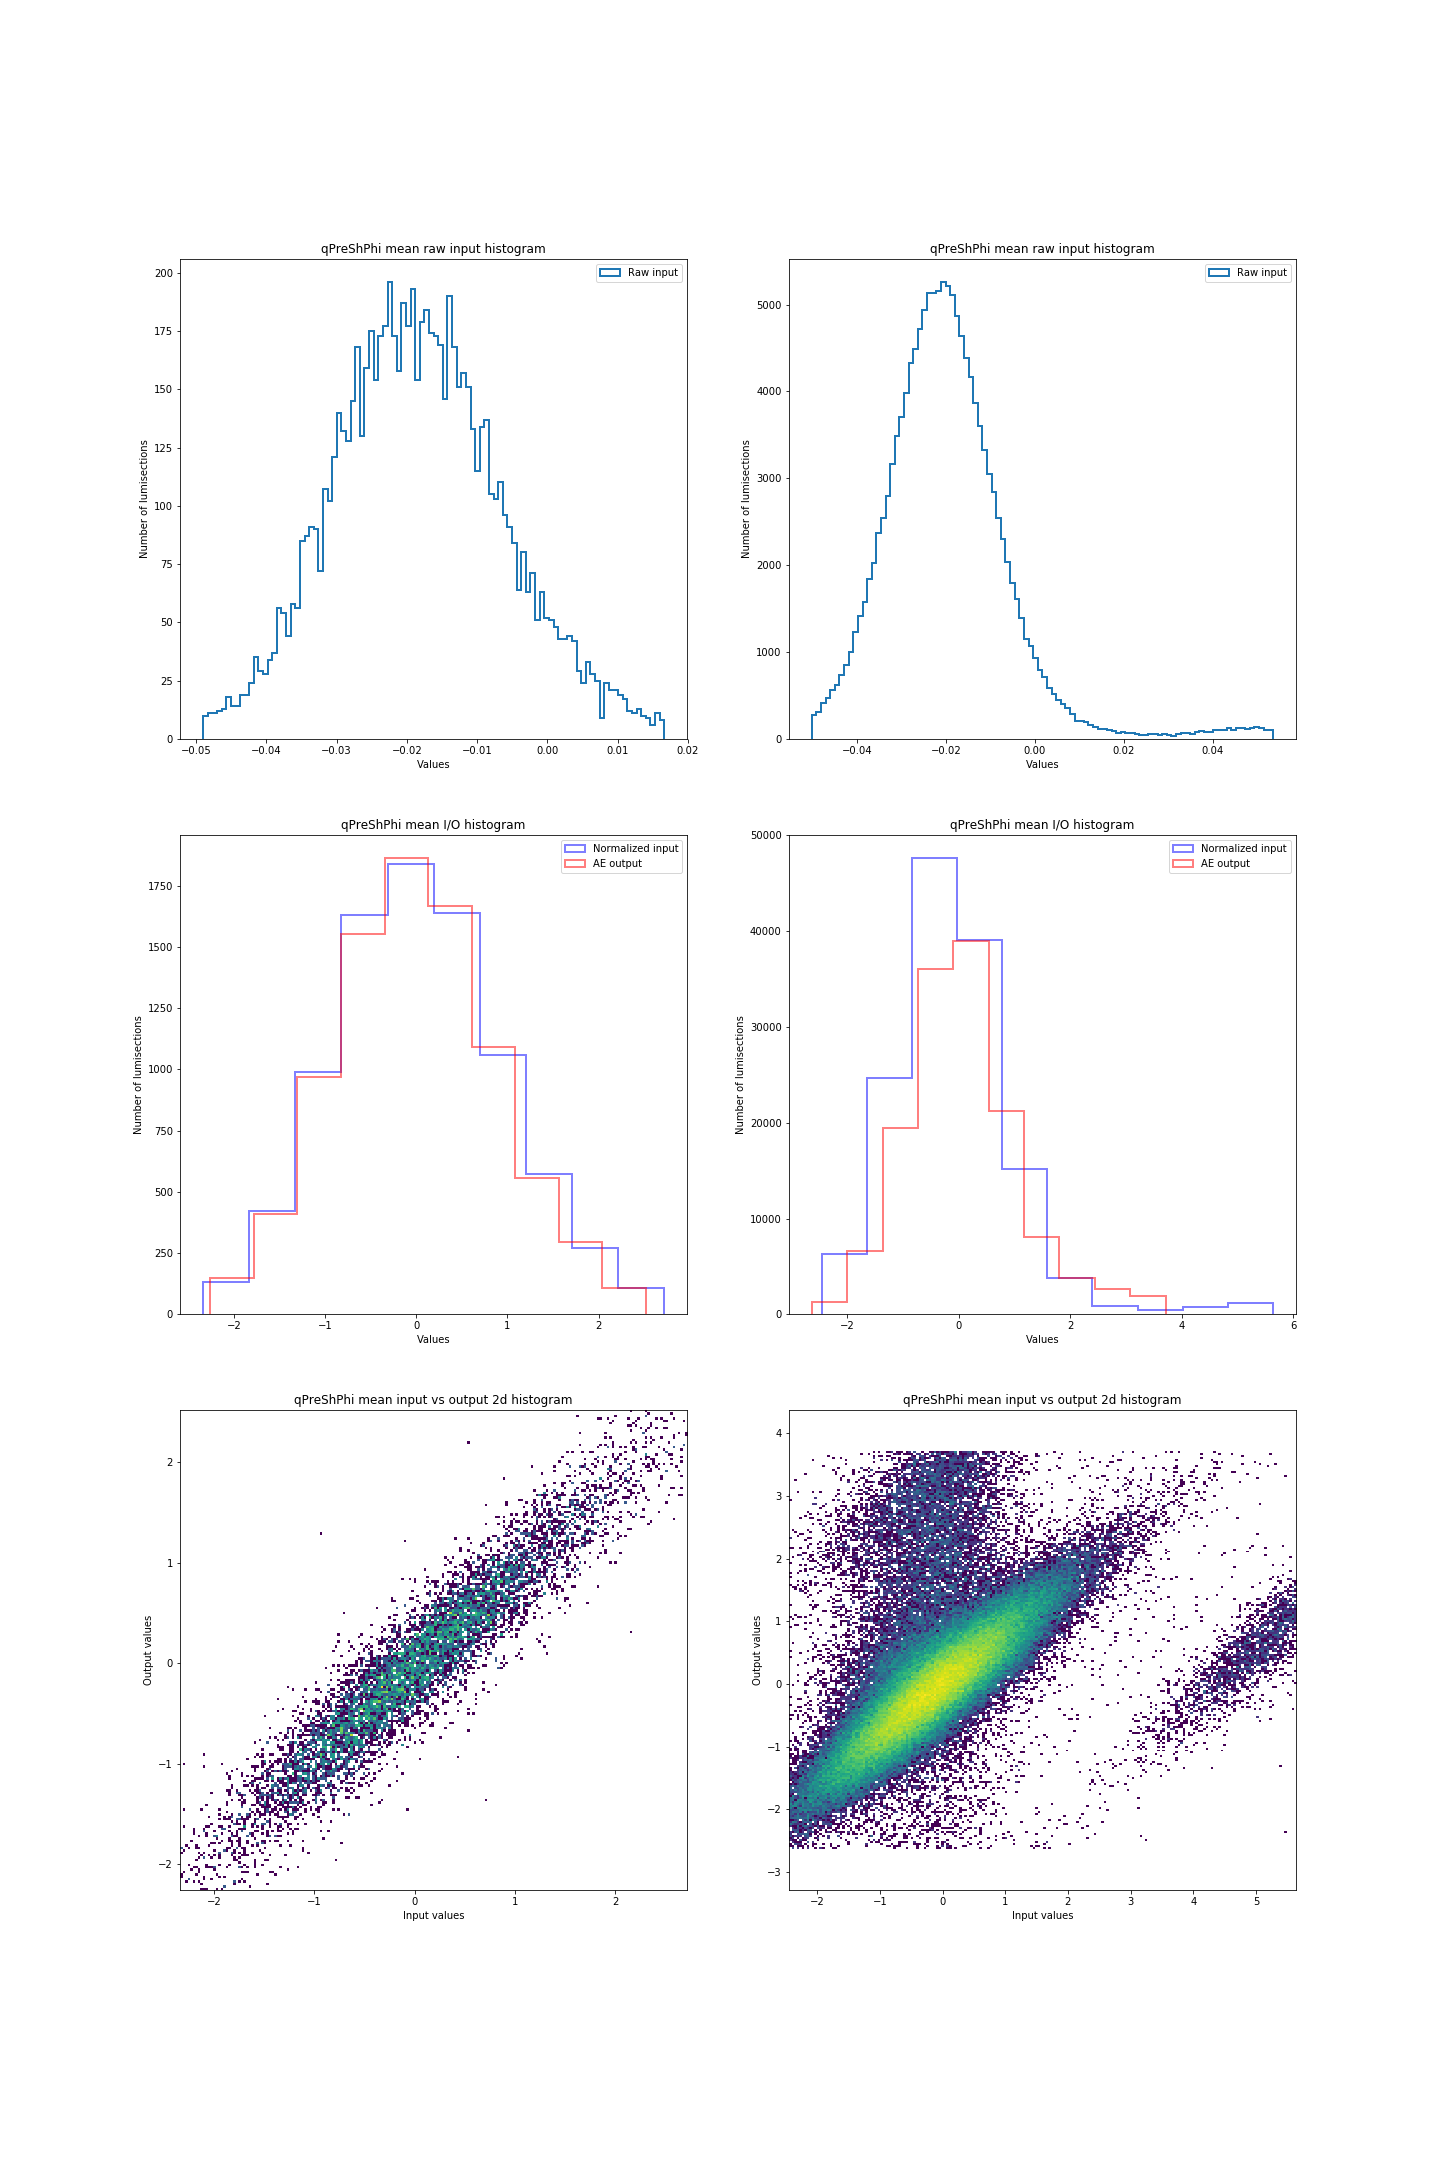 qPreShPhi mean raw input histogram
Raw input
200
175
150
125
100
75
50
25
0
Number of lumisections
−0.05 −0.04 −0.03 −0.02 −0.01 0.00 0.01 0.02
Values
qPreShPhi mean raw input histogram
Raw input
5000
4000
3000
2000
1000
0
Number of lumisections
−0.04 −0.02 0.00 0.02 0.04
Values
qPreShPhi mean I/O histogram
Normalized input
AE output
1750
1500
1250
1000
750
500
250
0
Number of lumisections
−2 −1 0 1 2
Values
qPreShPhi mean I/O histogram
Normalized input
AE output
50000
40000
30000
20000
10000
0
Number of lumisections
−2 0 2 4 6
Values
qPreShPhi mean input vs output 2d histogram
2
1
0
−1
−2
Output values
−2 −1 0 1 2
Input values
qPreShPhi mean input vs output 2d histogram
4
3
2
1
0
−1
−2
−3
Output values
−2 −1 0 1 2 3 4 5
Input values